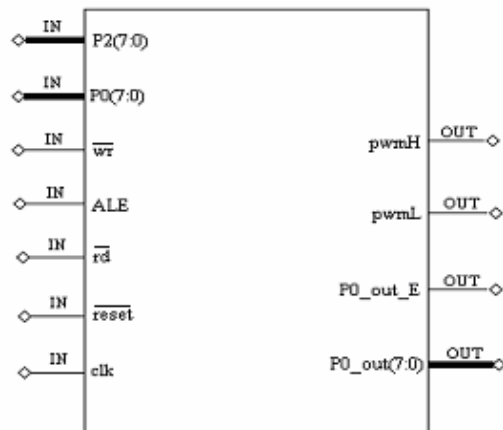 IN
P2(7:0)
IN
P0(7:0)
IN
wr
pwmH
OUT
IN
ALE
pwmL
OUT
IN
rd
P0_out_E
OUT
IN
reset
P0_out(7:0)
OUT
IN
clk